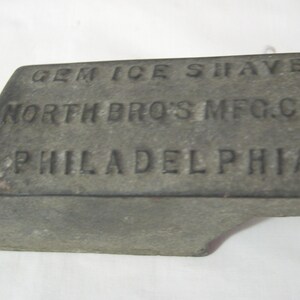 GEM ICE SHAVE
NORTH BRO'S MFG.C
PHILADELPHIA